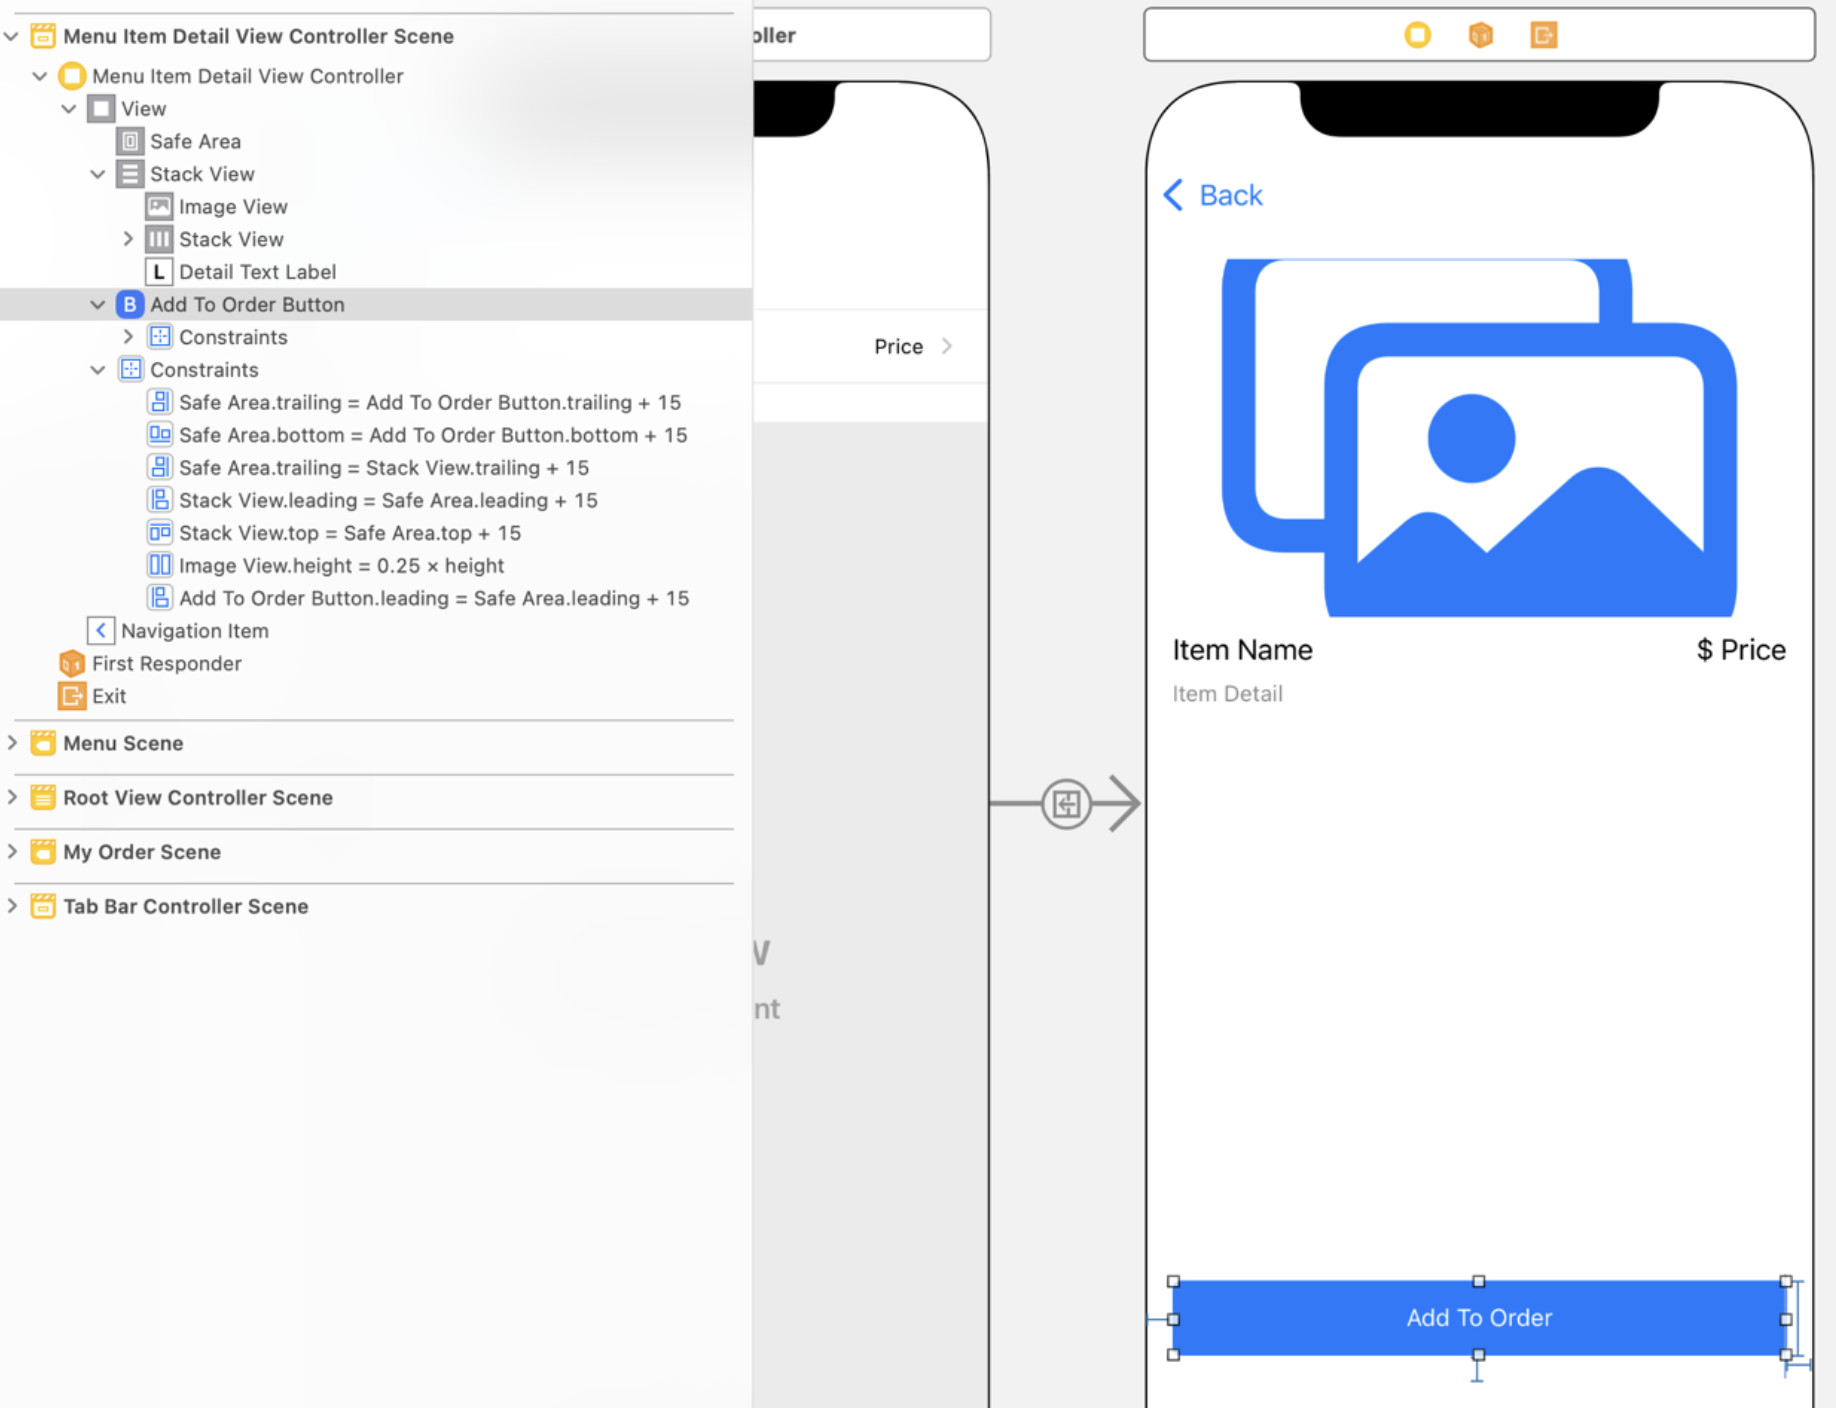 Menu Item Detail View Controller Scene
Menu Item Detail View Controller
View
Safe Area
Stack View
Image View
Stack View
L Detail Text Label
B Add To Order Button
Constraints
Constraints
Safe Area.trailing = Add To Order Button.trailing + 15
Safe Area.bottom = Add To Order Button.bottom + 15
Safe Area.trailing = Stack View.trailing + 15
Stack View.leading = Safe Area.leading + 15
Stack View.top = Safe Area.top + 15
Image View.height = 0.25 × height
Add To Order Button.leading = Safe Area.leading + 15
Navigation Item
First Responder
Exit
Menu Scene
Root View Controller Scene
My Order Scene
Tab Bar Controller Scene
Price
Back
Item Name
$ Price
Item Detail
Add To Order